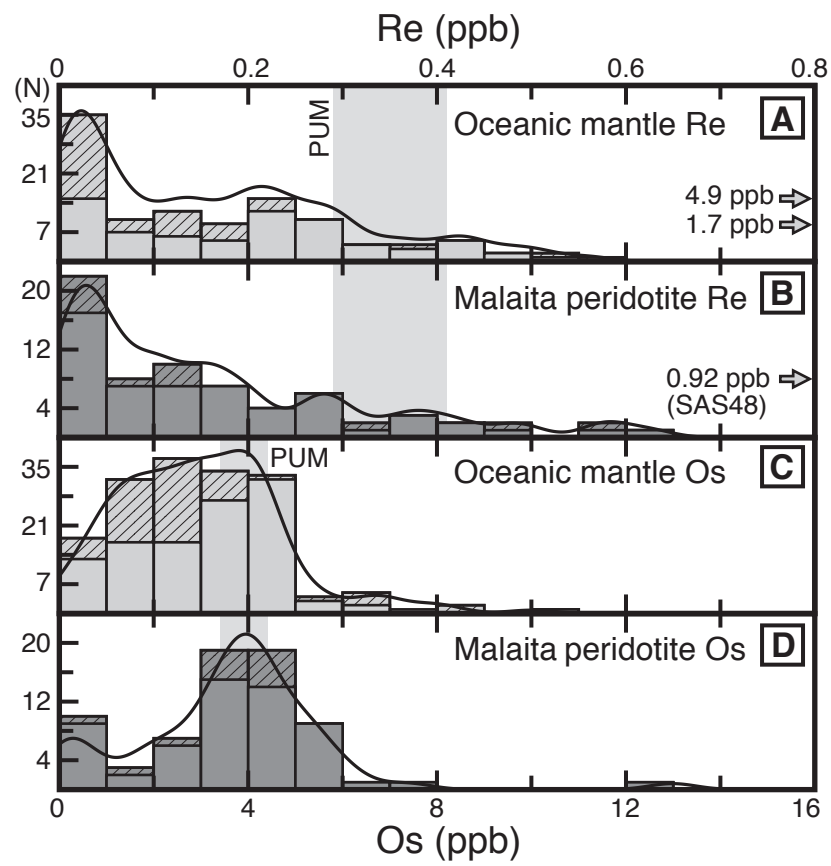 Re (ppb)
0 0.2 0.4 0.6 0.8
(N)
35
21
7
PUM
Oceanic mantle Re
A
4.9 ppb
1.7 ppb
20
12
4
Malaita peridotite Re
B
0.92 ppb
(SAS48)
35
21
7
PUM
Oceanic mantle Os
C
20
12
4
Malaita peridotite Os
D
0 4 8 12 16
Os (ppb)